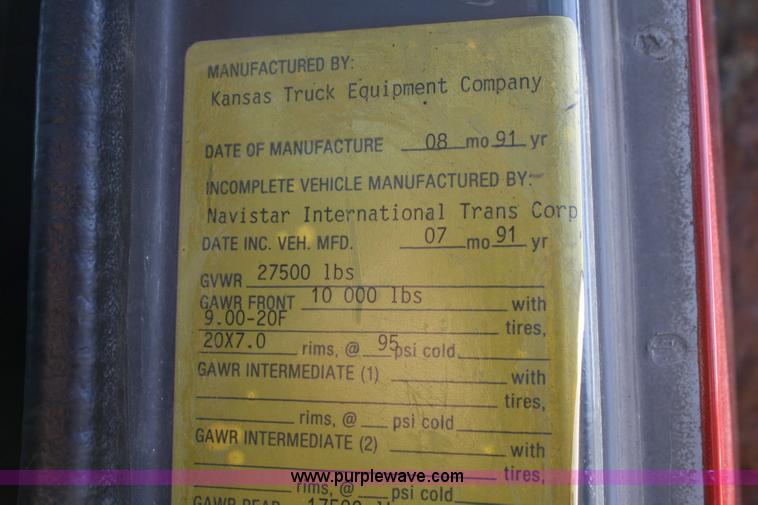 MANUFACTURED BY:
Kansas Truck Equipment Company
DATE OF MANUFACTURE 08 mo 91 yr
INCOMPLETE VEHICLE MANUFACTURED BY:
Navistar International Trans Corp
DATE INC. VEH. MFD. 07 mo 91 yr
GVWR 27500 lbs
GAWR FRONT 10 000 lbs with
9.00-20F tires,
20X7.0 rims, @ 95 psi cold
GAWR INTERMEDIATE (1) with
tires,
rims, @ psi cold
GAWR INTERMEDIATE (2) with
tires,
www.purplewave.com
rims, @ psi cold
GAWR REAR 17500